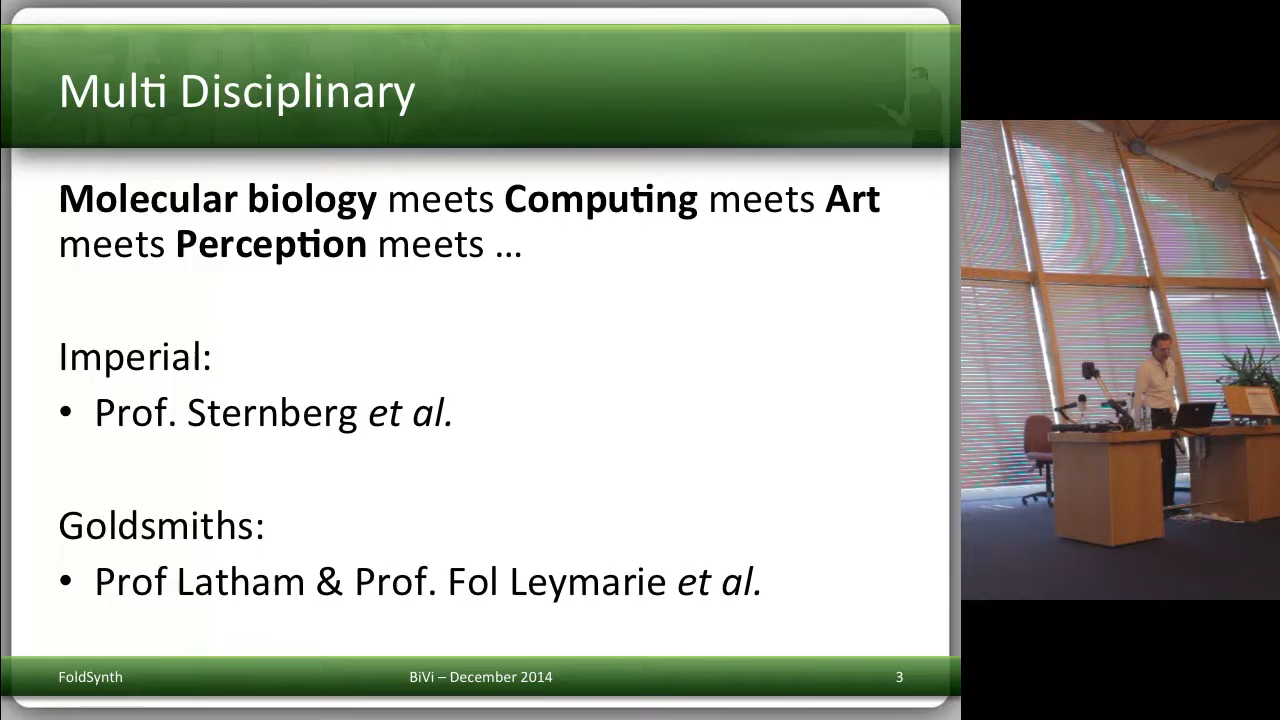 Multi Disciplinary
Molecular biology meets Computing meets Art
meets Perception meets ...
Imperial:
• Prof. Sternberg et al.
Goldsmiths:
• Prof Latham & Prof. Fol Leymarie et al.
FoldSynth
BiVi – December 2014
3